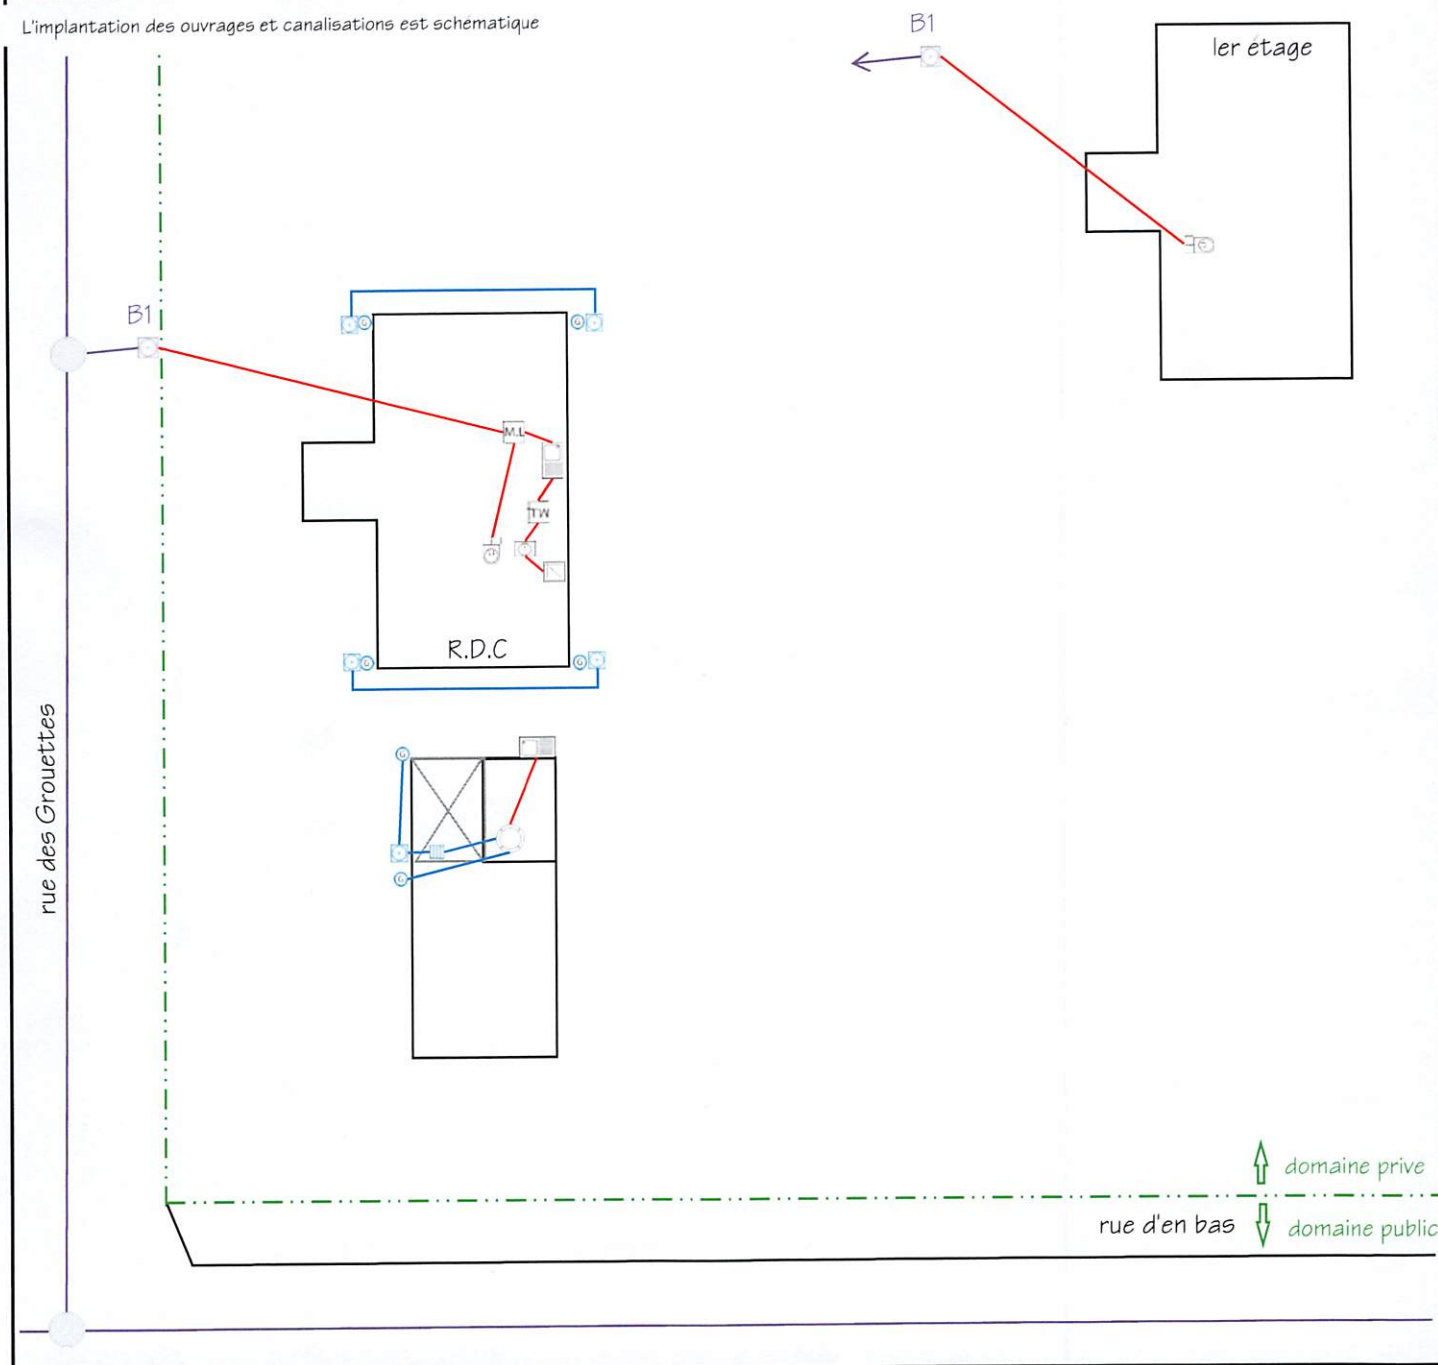 L'implantation des ouvrages et canalisations est schématique
B1
1er étage
B1
G
G
M.L
TW
G
G
R.D.C
G
G
rue des Grouettes
domaine prive
rue d'en bas
domaine public